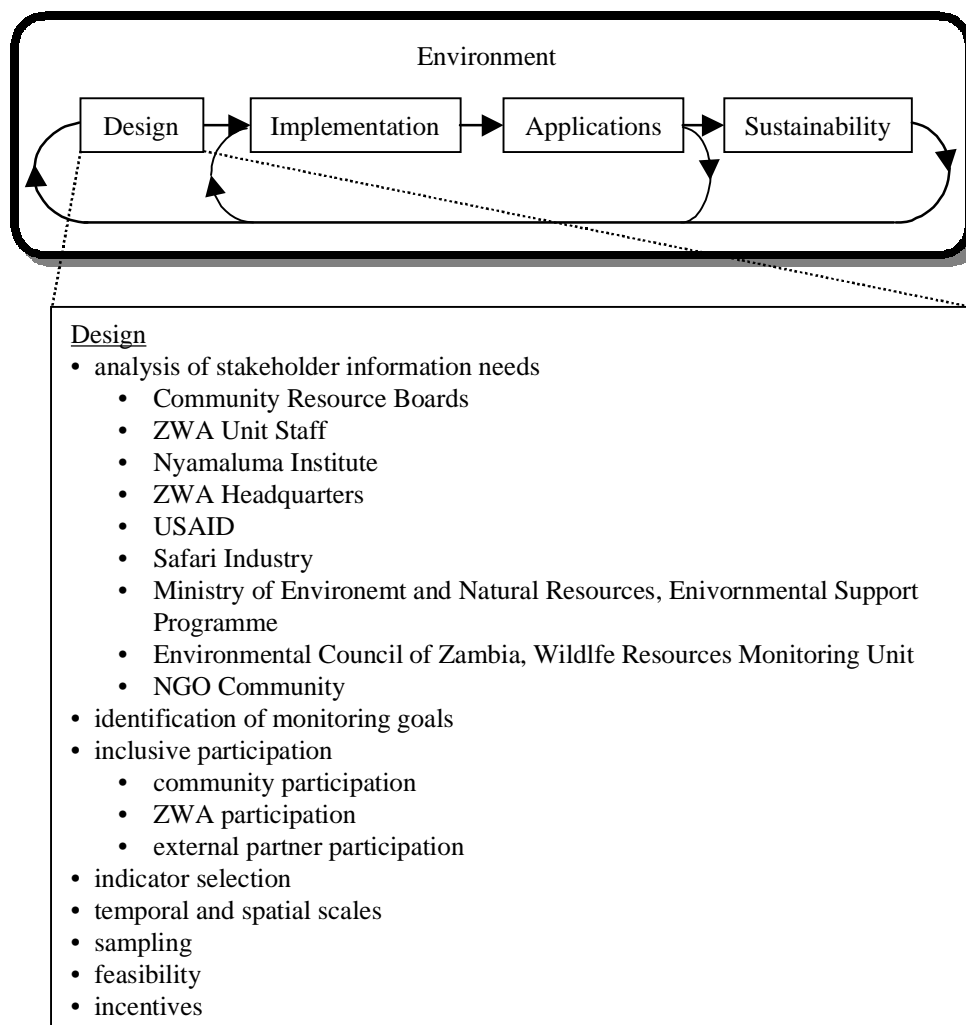 Environment
Design Implementation Applications Sustainability
Design
• analysis of stakeholder information needs
• Community Resource Boards
• ZWA Unit Staff
• Nyamaluma Institute
• ZWA Headquarters
• USAID
• Safari Industry
• Ministry of Environemt and Natural Resources, Enivornmental Support
Programme
• Environmental Council of Zambia, Wildlfe Resources Monitoring Unit
• NGO Community
• identification of monitoring goals
• inclusive participation
• community participation
• ZWA participation
• external partner participation
• indicator selection
• temporal and spatial scales
• sampling
• feasibility
• incentives